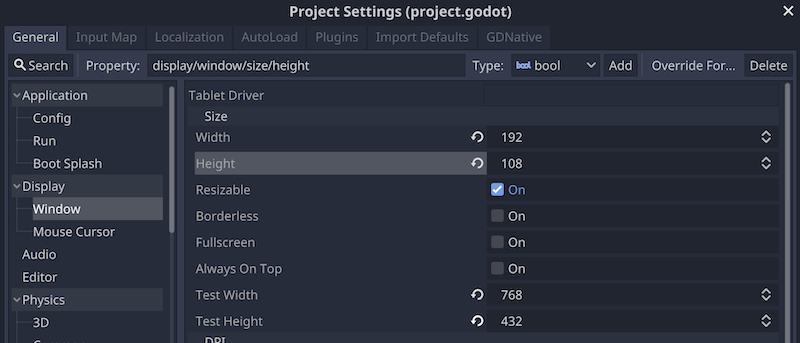 Project Settings (project.godot)
General Input Map Localization AutoLoad Plugins Import Defaults GDNative
Search Property: display/window/size/height Type: bool bool Add Override For... Delete
Application
Config
Run
Boot Splash
Display
Window
Mouse Cursor
Audio
Editor
Physics
3D
Tablet Driver
Size
Width 192
Height 108
Resizable On
Borderless On
Fullscreen On
Always On Top On
Test Width 768
Test Height 432
DPI